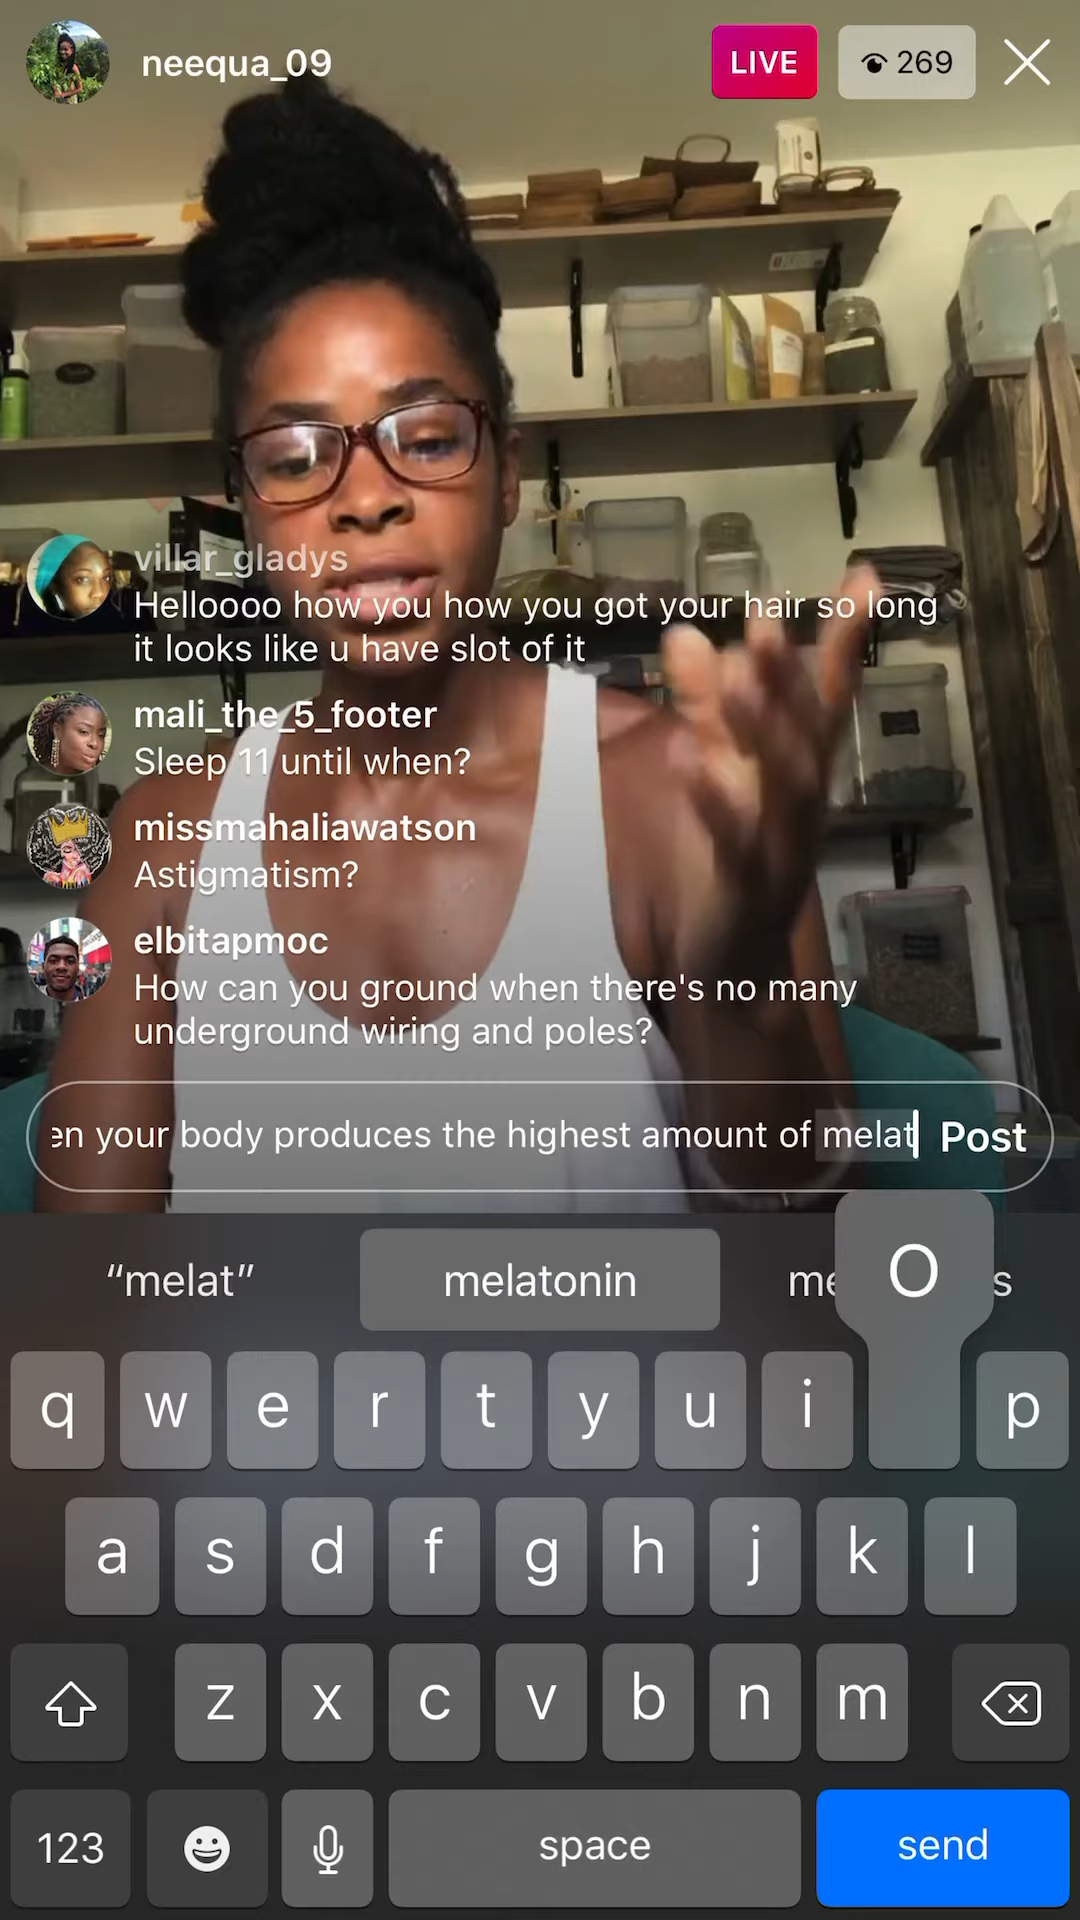 neequa_09
LIVE
269
villar_gladys
Helloooo how you how you got your hair so long
it looks like u have slot of it
mali_the_5_footer
Sleep 11 until when?
missmahaliawatson
Astigmatism?
elbitapmoc
How can you ground when there's no many
underground wiring and poles?
en your body produces the highest amount of melat Post
“melat” melatonin
O
q w e r t y u i p
a s d f g h j k l
z x c v b n m
123 space send